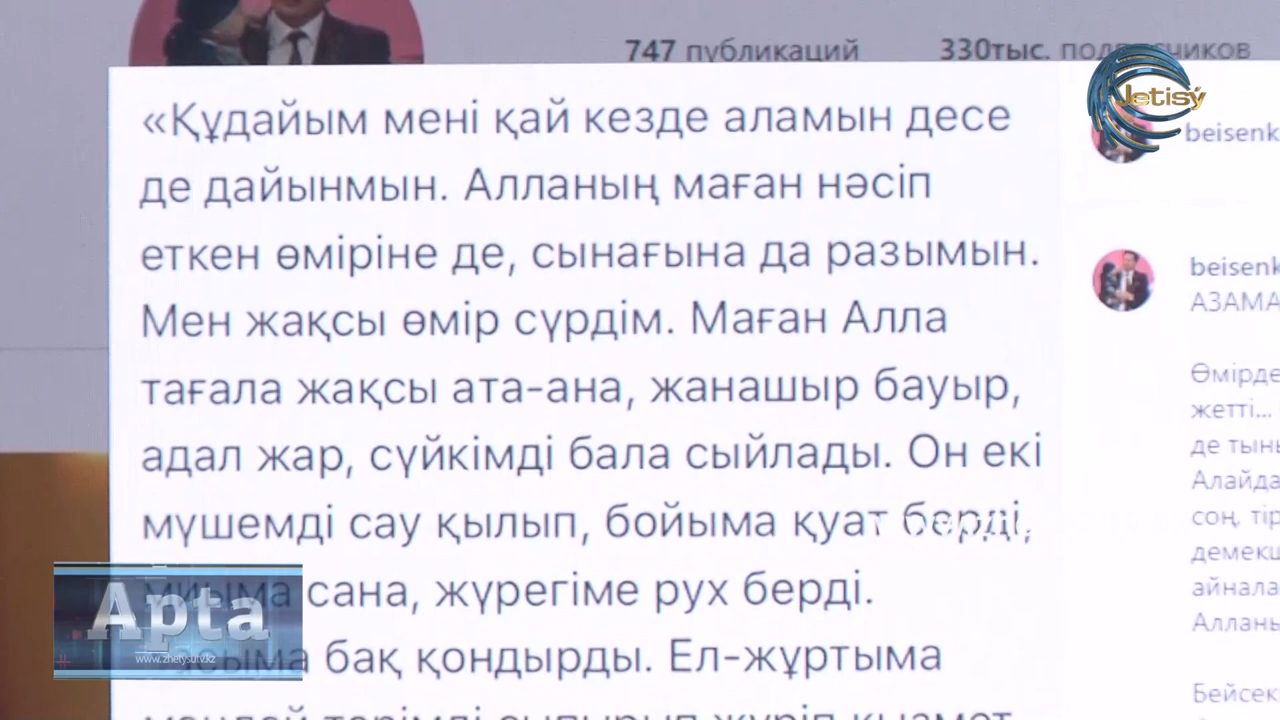 747 публикаций
330тыс. подписчиков
Jetisý
«Құдайым мені қай кезде аламын десе
де дайынмын. Алланың маған нәсіп
еткен өміріне де, сынағына да разымын.
Мен жақсы өмір сүрдім. Маған Алла
тағала жақсы ата-ана, жанашыр бауыр,
адал жар, сүйкімді бала сыйлады. Он екі
мүшемді сау қылып, бойыма қуат берді,
миыма сана, жүрегіме рух берді.
бақ қондырды. Ел-жұртыма
beisenk
beisenk
АЗАМА
Өмірде
жетті...
де тыны
Алайда
соң, тір
демекш
айнала
Алланы
Бейсек
Apta
www.zhetysutv.kz